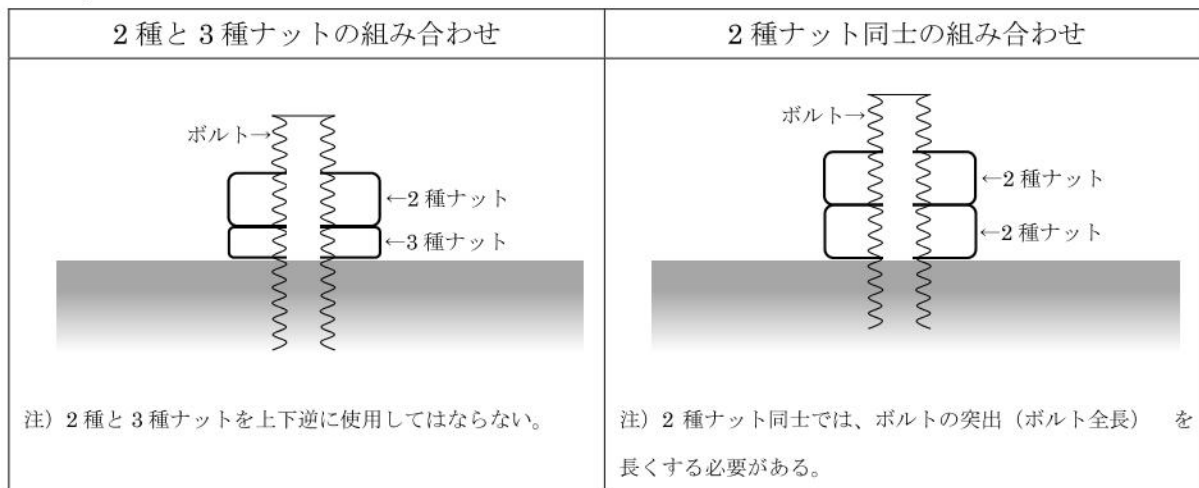 2種と3種ナットの組み合わせ
2種ナット同士の組み合わせ
ボルト→
←2種ナット
←3種ナット
注）2種と3種ナットを上下逆に使用してはならない。
ボルト→
←2種ナット
←2種ナット
注）2種ナット同士では、ボルトの突出（ボルト全長）　を
長くする必要がある。